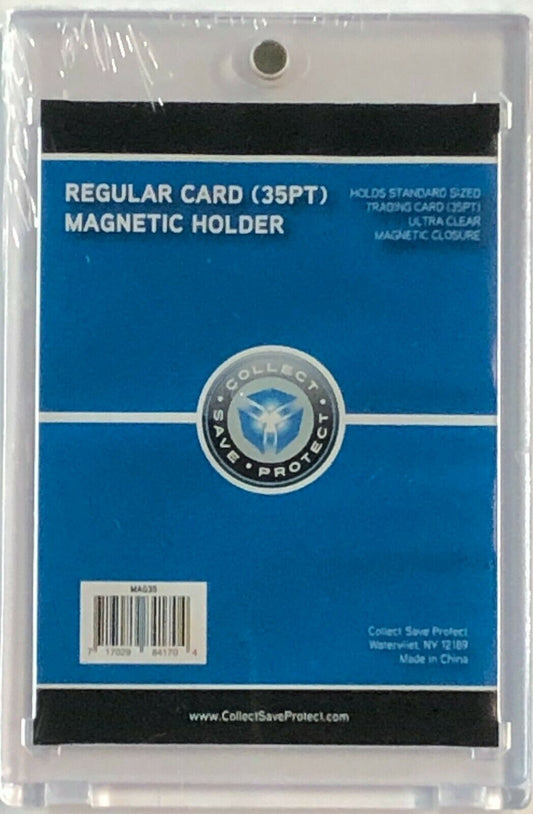 REGULAR CARD (35PT)
MAGNETIC HOLDER
HOLDS STANDARD SIZED
TRADING CARD (35PT)
ULTRA CLEAR
MAGNETIC CLOSURE
COLLECT • SAVE • PROTECT •
MAG35
7 17029 84170 4
Collect Save Protect
Watervliet, NY 12189
Made in China
www.CollectSaveProtect.com